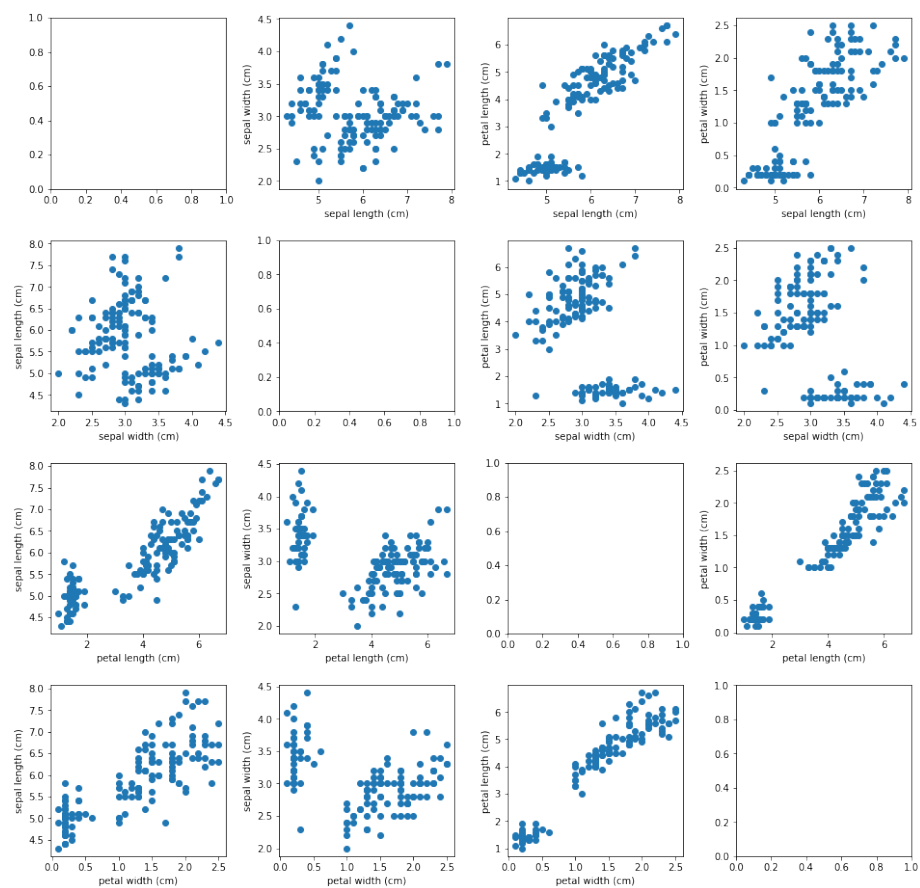 1.0
0.8
0.6
0.4
0.2
0.0
0.0 0.2 0.4 0.6 0.8 1.0
sepal width (cm)
4.5
4.0
3.5
3.0
2.5
2.0
5 6 7 8
sepal length (cm)
petal length (cm)
6
5
4
3
2
1
5 6 7 8
sepal length (cm)
petal width (cm)
2.5
2.0
1.5
1.0
0.5
0.0
5 6 7 8
sepal length (cm)
sepal length (cm)
8.0
7.5
7.0
6.5
6.0
5.5
5.0
4.5
2.0 2.5 3.0 3.5 4.0 4.5
sepal width (cm)
1.0
0.8
0.6
0.4
0.2
0.0
0.0 0.2 0.4 0.6 0.8 1.0
petal length (cm)
6
5
4
3
2
1
2.0 2.5 3.0 3.5 4.0 4.5
sepal width (cm)
petal width (cm)
2.5
2.0
1.5
1.0
0.5
0.0
2.0 2.5 3.0 3.5 4.0 4.5
sepal width (cm)
sepal length (cm)
8.0
7.5
7.0
6.5
6.0
5.5
5.0
4.5
2 4 6
petal length (cm)
sepal width (cm)
4.5
4.0
3.5
3.0
2.5
2.0
2 4 6
petal length (cm)
1.0
0.8
0.6
0.4
0.2
0.0
0.0 0.2 0.4 0.6 0.8 1.0
petal width (cm)
2.5
2.0
1.5
1.0
0.5
0.0
2 4 6
petal length (cm)
sepal length (cm)
8.0
7.5
7.0
6.5
6.0
5.5
5.0
4.5
0.0 0.5 1.0 1.5 2.0 2.5
petal width (cm)
sepal width (cm)
4.5
4.0
3.5
3.0
2.5
2.0
0.0 0.5 1.0 1.5 2.0 2.5
petal width (cm)
petal length (cm)
6
5
4
3
2
1
0.0 0.5 1.0 1.5 2.0 2.5
petal width (cm)
1.0
0.8
0.6
0.4
0.2
0.0
0.0 0.2 0.4 0.6 0.8 1.0